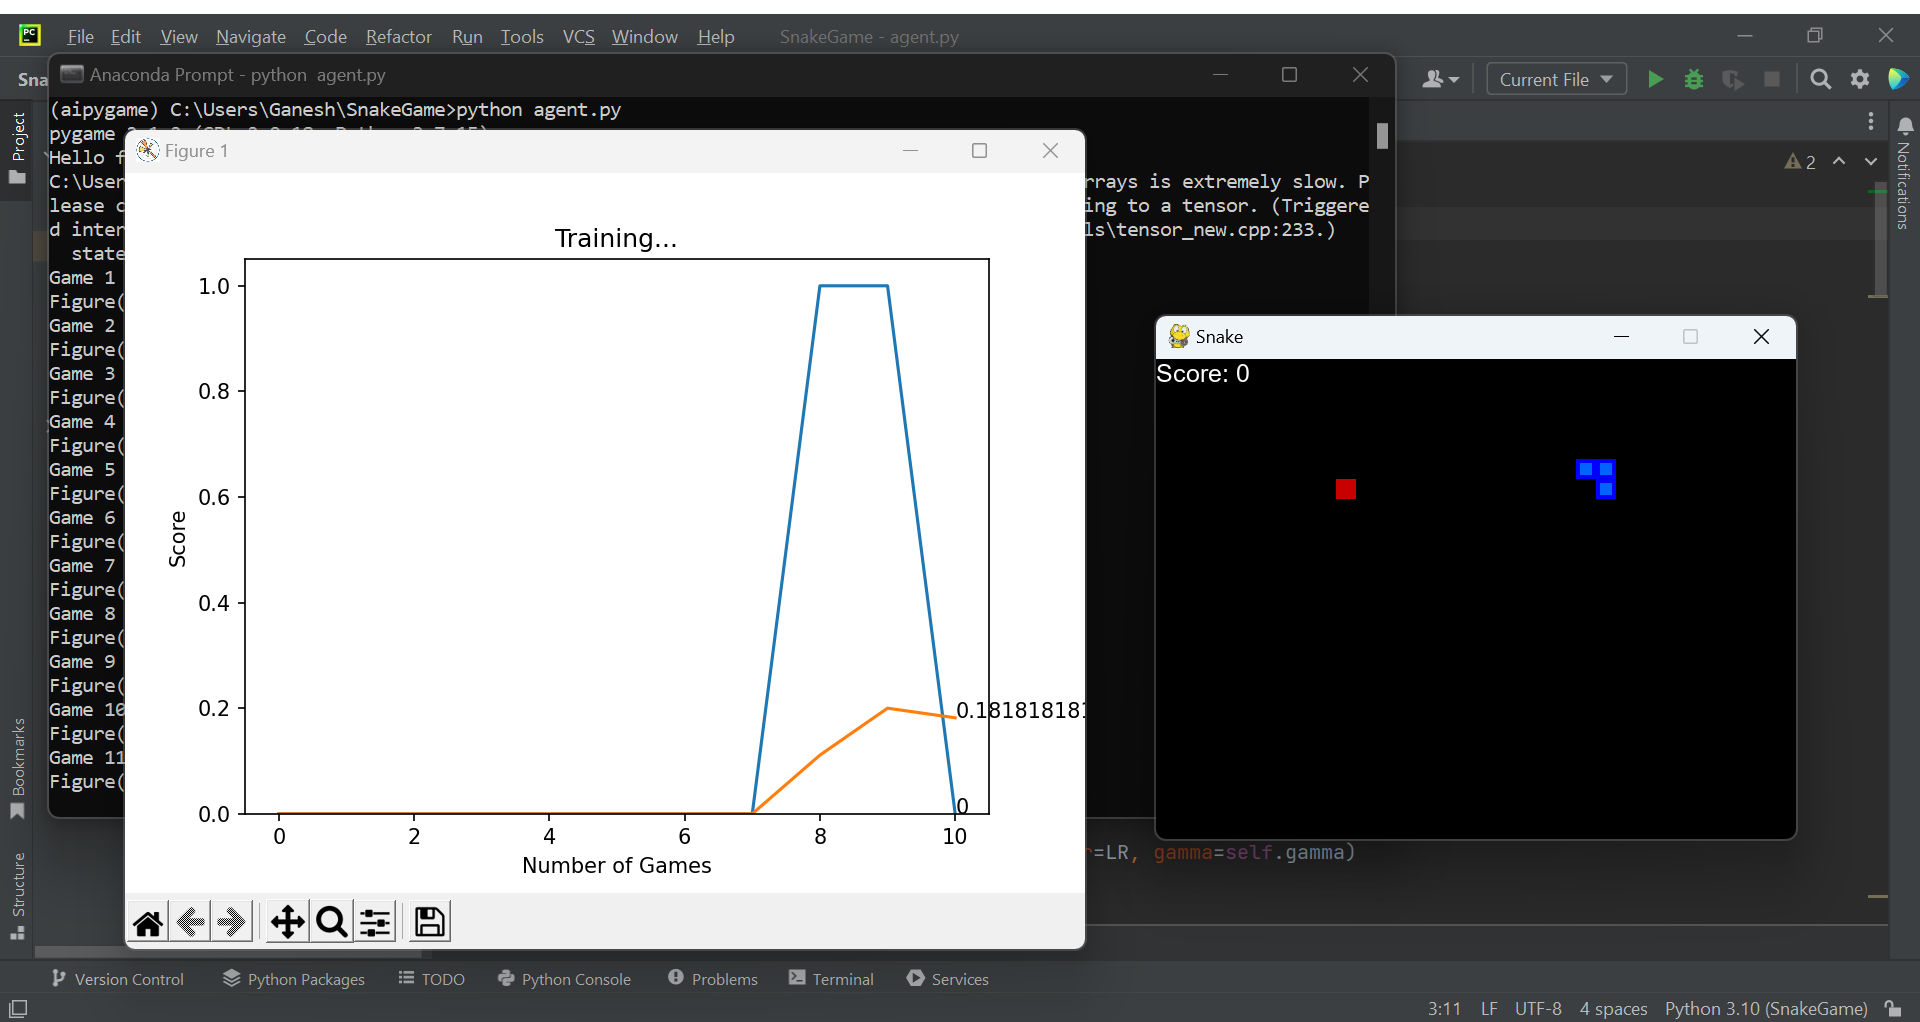 File Edit View Navigate Code Refactor Run Tools VCS Window Help SnakeGame - agent.py
Sna
Current File
Anaconda Prompt - python agent.py
(aipygame) C:\Users\Ganesh\SnakeGame>python agent.py
pygame
Hello f
C:\User rrays is extremely slow. P
lease c ing to a tensor. (Triggere
d inter ls\tensor_new.cpp:233.)
state
Game 1
Figure(
Game 2
Figure(
Game 3
Figure(
Game 4
Figure(
Game 5
Figure(
Game 6
Figure(
Game 7
Figure(
Game 8
Figure(
Game 9
Figure(
Game 10
Figure(
Game 11
Figure(
Figure 1
Training...
Score
1.0
0.8
0.6
0.4
0.2
0.0
0.181818181
0
0 2 4 6 8 10
Number of Games
Snake
Score: 0
=LR, gamma=self.gamma)
2
Project
Bookmarks
Structure
Notifications
Version Control Python Packages TODO Python Console Problems Terminal Services
3:11 LF UTF-8 4 spaces Python 3.10 (SnakeGame)